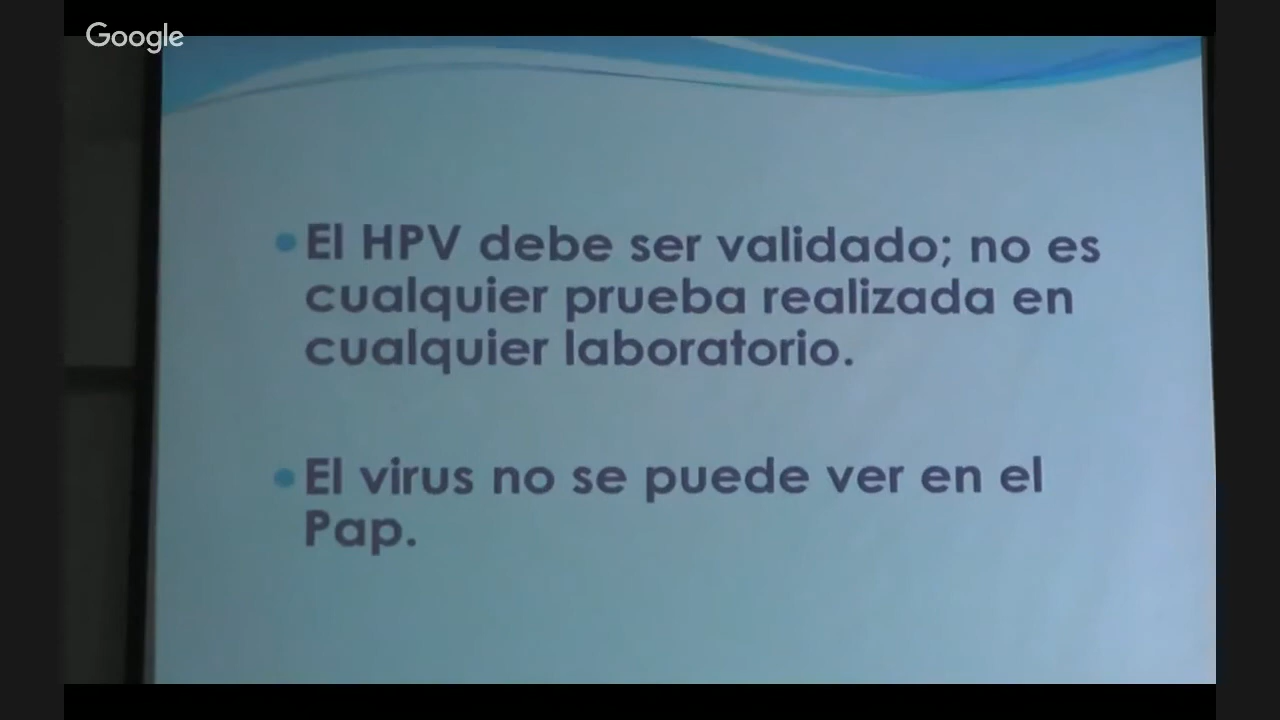 Google
El HPV debe ser validado; no es
cualquier prueba realizada en
cualquier laboratorio.
El virus no se puede ver en el
Pap.